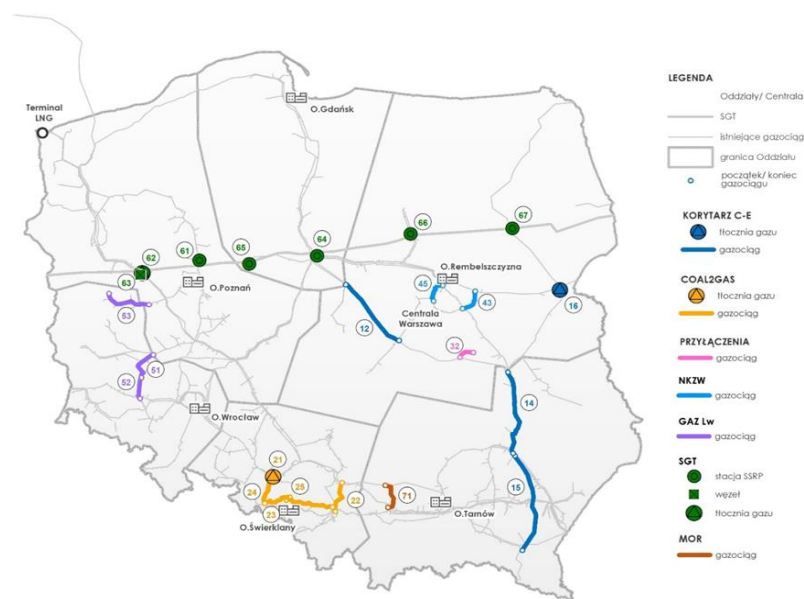 Terminal
LNG
O.Gdańsk
66
67
62
61
65
64
63
O.Poznań
O.Rembelszczyzna
45
43
16
53
Centrala
Warszawa
12
32
51
52
14
O.Wrocław
21
24
25
22
71
15
23
O.Świerklany
O.Tarnów
LEGENDA
Oddziały/ Centrala
SGT
istniejące gazociąg
granica Oddziału
początek/ koniec
gazociągu
KORYTARZ C-E
tłocznia gazu
gazociąg
COAL2GAS
tłocznia gazu
gazociąg
PRZYŁĄCZENIA
gazociąg
NKZW
gazociąg
GAZ Lw
gazociąg
SGT
stacja SSRP
węzeł
tłocznia gazu
MOR
gazociąg